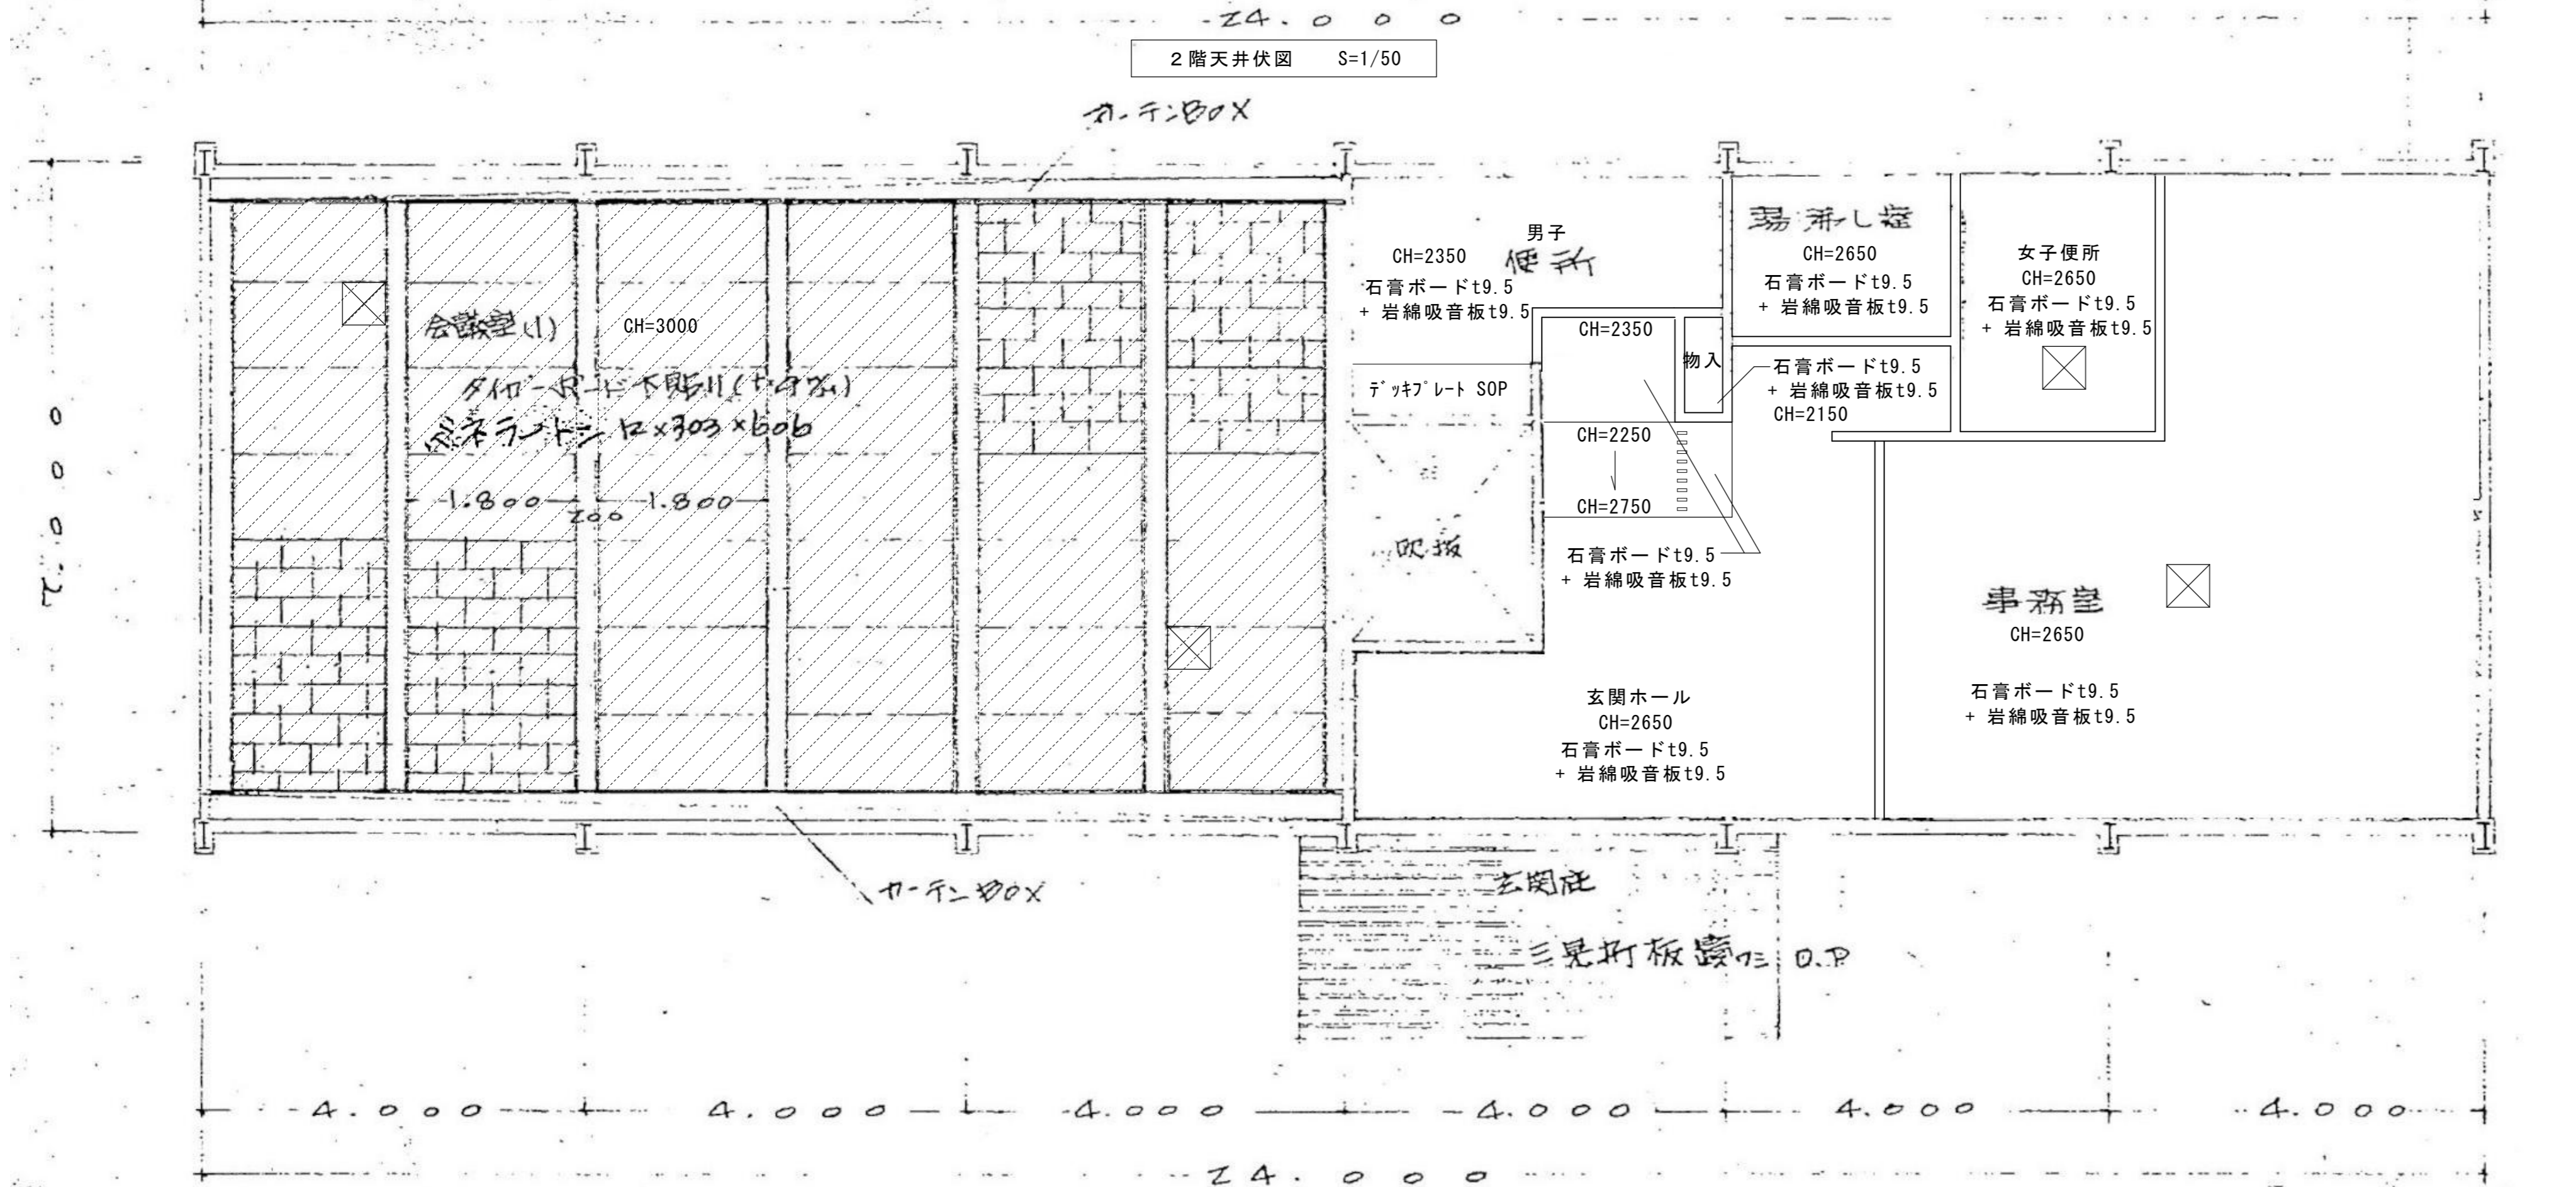 24.000
2階天井伏図 S=1/50
カーテンBOX
男子
便所
CH=2350
石膏ボードt9.5
+ 岩綿吸音板t9.5
湯沸し室
CH=2650
石膏ボードt9.5
+ 岩綿吸音板t9.5
女子便所
CH=2650
石膏ボードt9.5
+ 岩綿吸音板t9.5
会議室(1)
CH=3000
CH=2350
物入
石膏ボードt9.5
+ 岩綿吸音板t9.5
CH=2150
ミネラートン 12×303×606
デッキプレート SOP
CH=2250
CH=2750
1.800
200
1.800
吹抜
石膏ボードt9.5
+ 岩綿吸音板t9.5
事務室
CH=2650
石膏ボードt9.5
+ 岩綿吸音板t9.5
玄関ホール
CH=2650
石膏ボードt9.5
+ 岩綿吸音板t9.5
カーテンBOX
玄関庇
O.P
4.000
4.000
4.000
4.000
4.000
4.000
24.000